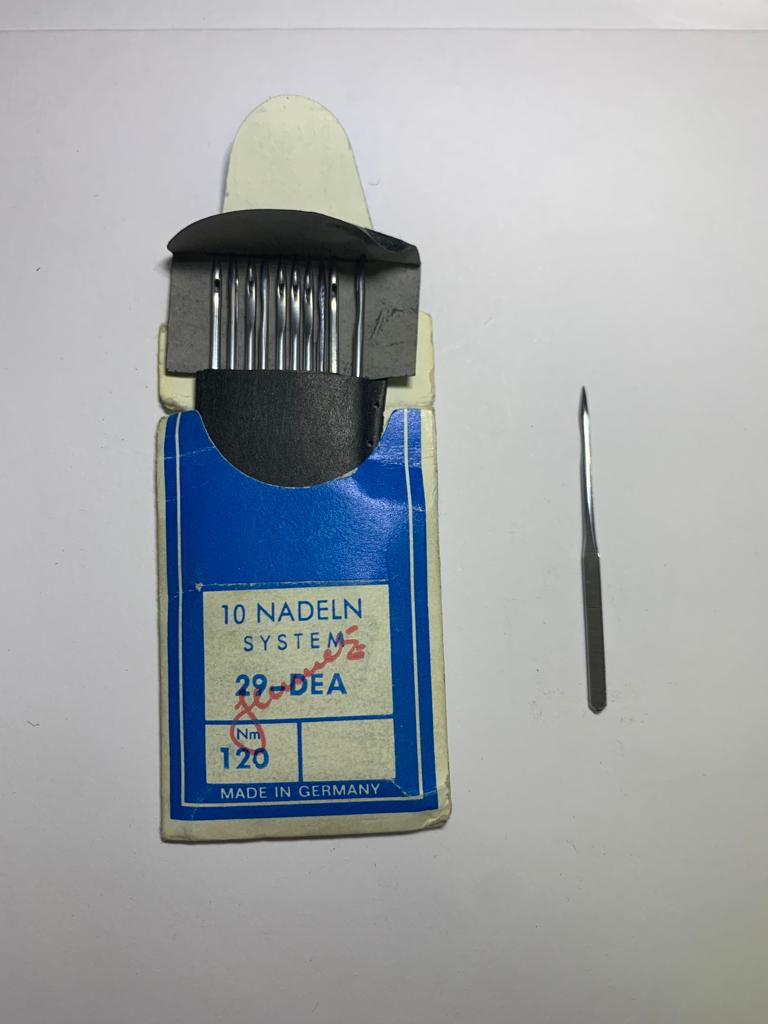 10 NADELN
SYSTEM
29-DEA
Nm
120
MADE IN GERMANY